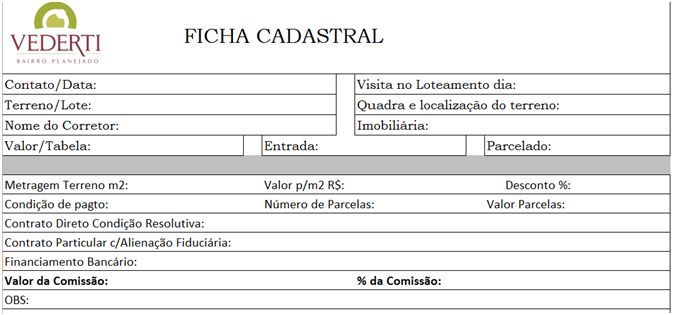 VEDERTI
BAIRRO PLANEJADO
FICHA CADASTRAL
Contato/Data: Visita no Loteamento dia:
Terreno/Lote: Quadra e localização do terreno:
Nome do Corretor: Imobiliária:
Valor/Tabela: Entrada: Parcelado:
Metragem Terreno m2: Valor p/m2 R$: Desconto %:
Condição de pagto: Número de Parcelas: Valor Parcelas:
Contrato Direto Condição Resolutiva:
Contrato Particular c/Alienação Fiduciária:
Financiamento Bancário:
Valor da Comissão: % da Comissão:
OBS: